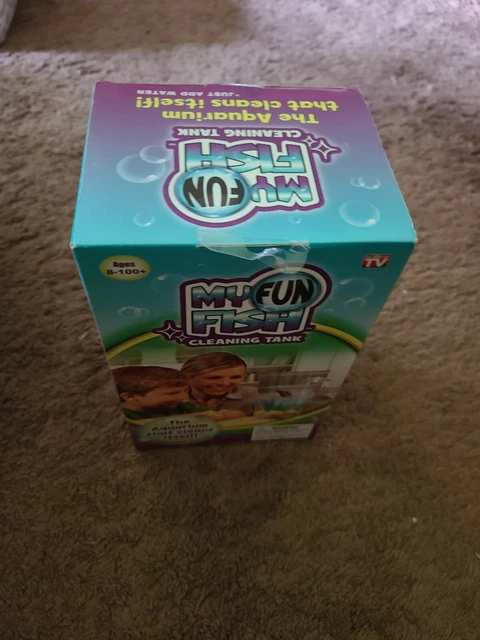 The Aquarium
that cleans itself!
*JUST ADD WATER
MY FUN
FISH™
CLEANING TANK
Ages
8-100+
TV
MY FUN
FISH
CLEANING TANK
The
Aquarium
that cleans
itself!